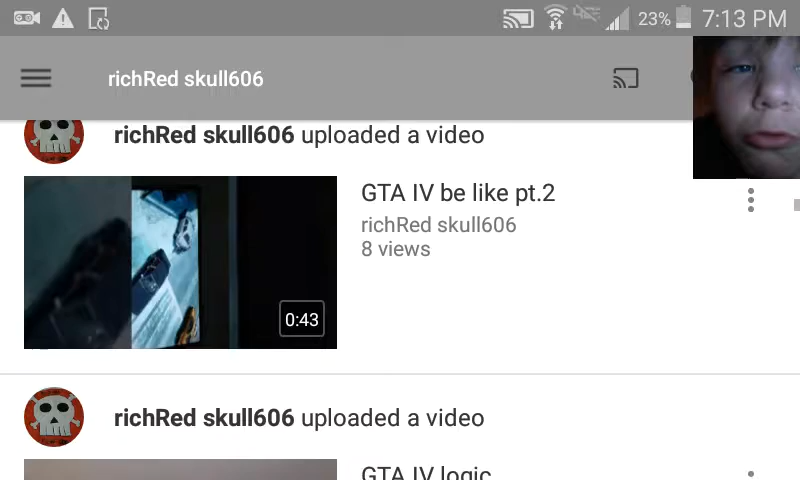 23% 7:13 PM
richRed skull606
richRed skull606 uploaded a video
GTA IV be like pt.2
richRed skull606
8 views
0:43
richRed skull606 uploaded a video
GTA IV logic